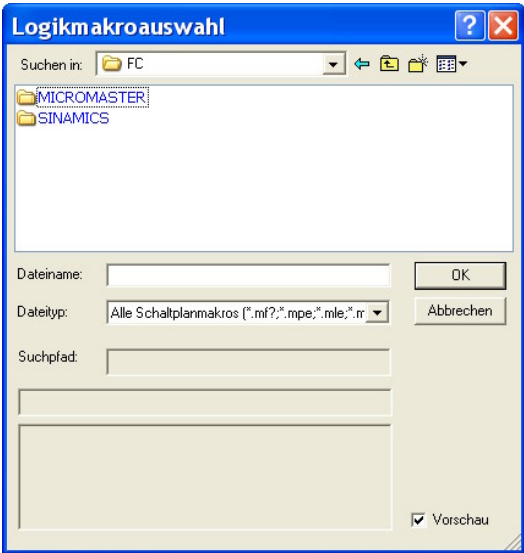 Logikmakroauswahl
Suchen in: FC
MICROMASTER
SINAMICS
Dateiname: OK
Dateityp: Alle Schaltplanmakros (*.mf?;*.mpe;*.mle;*.m Abbrechen
Suchpfad:
Vorschau